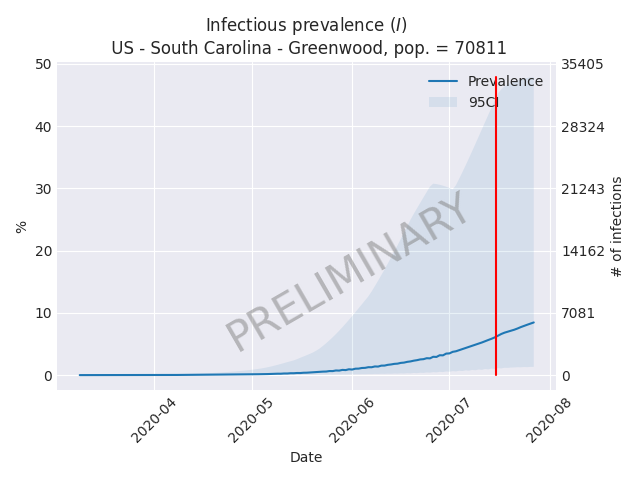 Infectious prevalence (I)
US - South Carolina - Greenwood, pop. = 70811
50
40
30
20
10
0
%
35405
28324
21243
14162
7081
0
# of infections
Prevalence
95CI
PRELIMINARY
2020-04
2020-05
2020-06
2020-07
2020-08
Date